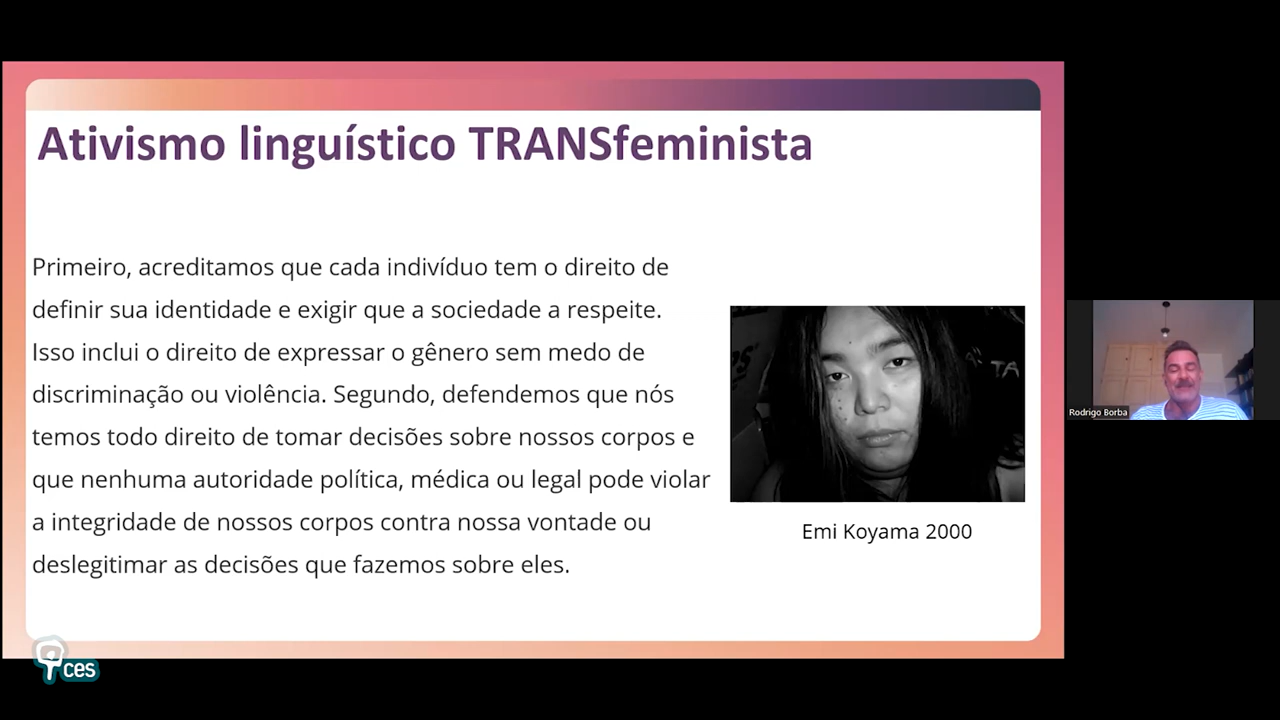 Ativismo linguístico TRANSfeminista
Primeiro, acreditamos que cada indivíduo tem o direito de
definir sua identidade e exigir que a sociedade a respeite.
Isso inclui o direito de expressar o gênero sem medo de
discriminação ou violência. Segundo, defendemos que nós
temos todo direito de tomar decisões sobre nossos corpos e
que nenhuma autoridade política, médica ou legal pode violar
a integridade de nossos corpos contra nossa vontade ou
deslegitimar as decisões que fazemos sobre eles.
TA
Emi Koyama 2000
Rodrigo Borba
ces